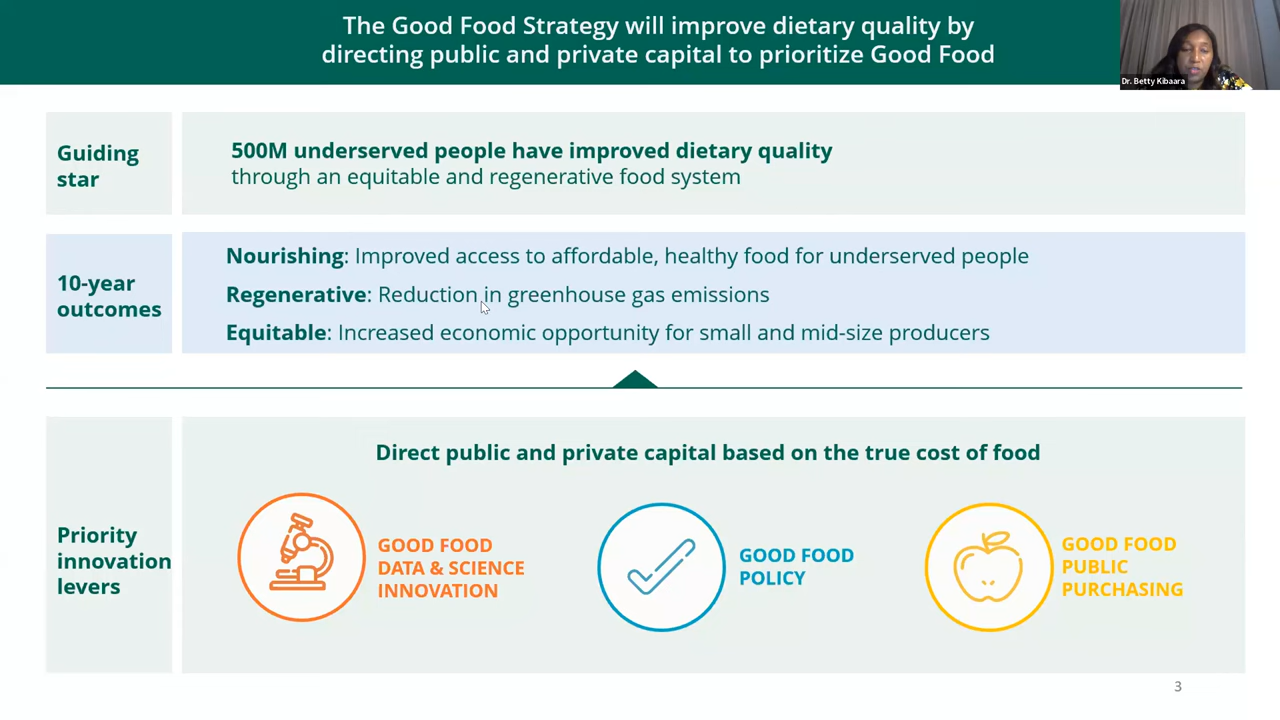 The Good Food Strategy will improve dietary quality by
directing public and private capital to prioritize Good Food
Dr. Betty Kibaara
Guiding
star
500M underserved people have improved dietary quality
through an equitable and regenerative food system
10-year
outcomes
Nourishing: Improved access to affordable, healthy food for underserved people
Regenerative: Reduction in greenhouse gas emissions
Equitable: Increased economic opportunity for small and mid-size producers
Priority
innovation
levers
Direct public and private capital based on the true cost of food
GOOD FOOD
DATA & SCIENCE
INNOVATION
GOOD FOOD
POLICY
GOOD FOOD
PUBLIC
PURCHASING
3